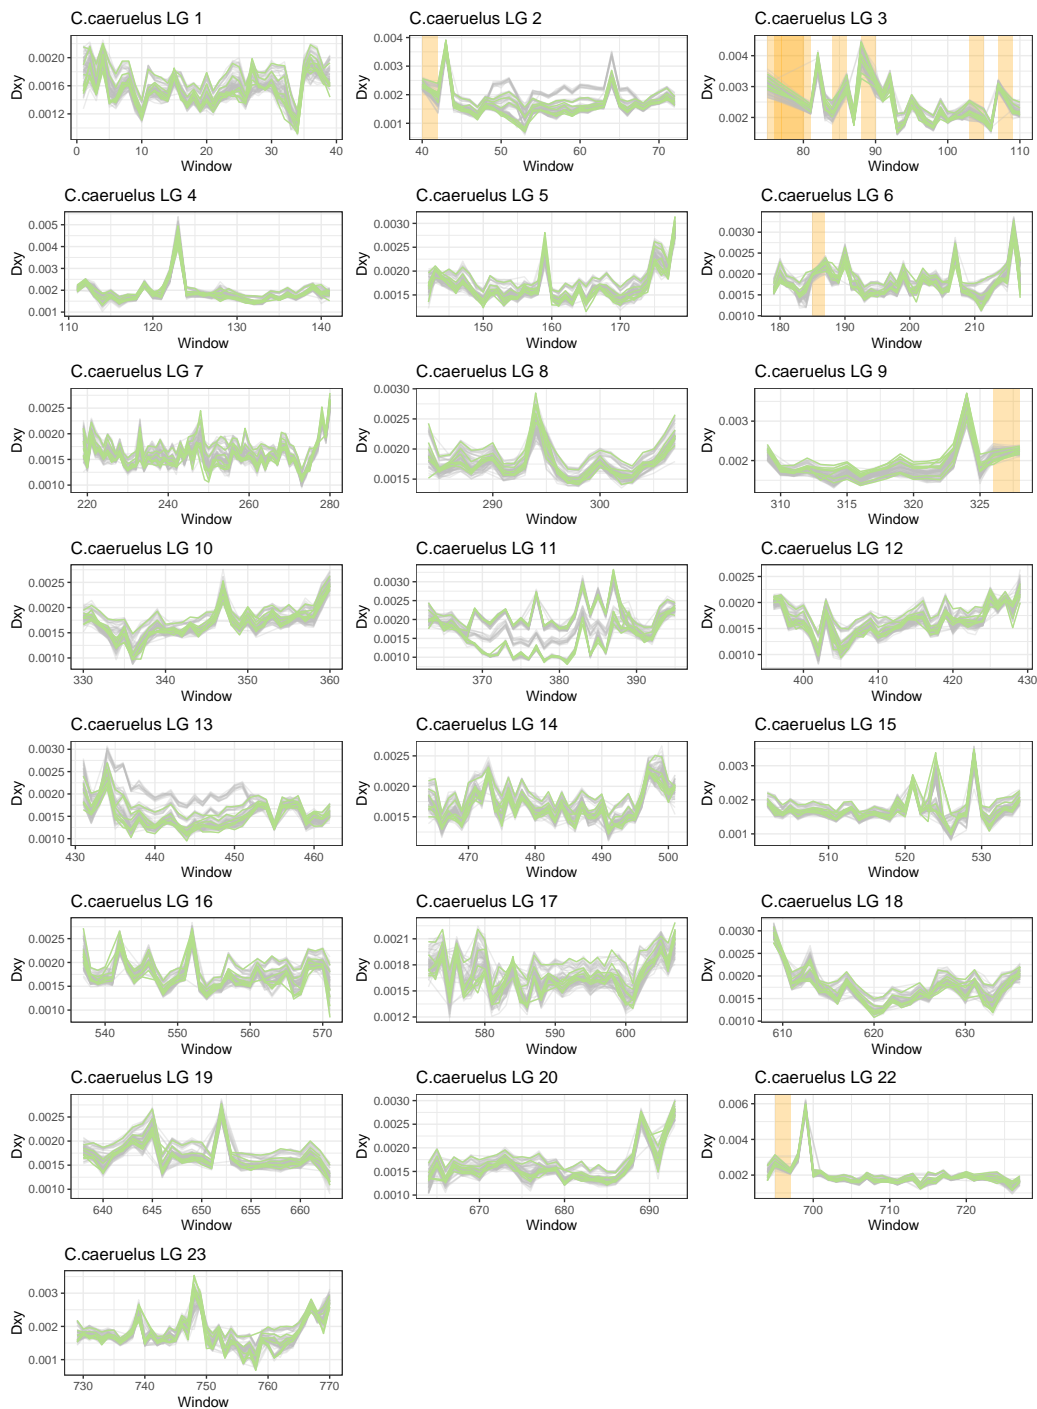 C.caeruelus LG 1
Dxy
0.0020
0.0016
0.0012
0 10 20 30 40
Window
C.caeruelus LG 2
Dxy
0.004
0.003
0.002
0.001
40 50 60 70
Window
C.caeruelus LG 3
Dxy
0.004
0.003
0.002
80 90 100 110
Window
C.caeruelus LG 4
Dxy
0.005
0.004
0.003
0.002
0.001
110 120 130 140
Window
C.caeruelus LG 5
Dxy
0.0030
0.0025
0.0020
0.0015
150 160 170
Window
C.caeruelus LG 6
Dxy
0.0030
0.0025
0.0020
0.0015
0.0010
180 190 200 210
Window
C.caeruelus LG 7
Dxy
0.0025
0.0020
0.0015
0.0010
220 240 260 280
Window
C.caeruelus LG 8
Dxy
0.0030
0.0025
0.0020
0.0015
290 300
Window
C.caeruelus LG 9
Dxy
0.003
0.002
310 315 320 325
Window
C.caeruelus LG 10
Dxy
0.0025
0.0020
0.0015
0.0010
330 340 350 360
Window
C.caeruelus LG 11
Dxy
0.0030
0.0025
0.0020
0.0015
0.0010
370 380 390
Window
C.caeruelus LG 12
Dxy
0.0025
0.0020
0.0015
0.0010
400 410 420 430
Window
C.caeruelus LG 13
Dxy
0.0030
0.0025
0.0020
0.0015
0.0010
430 440 450 460
Window
C.caeruelus LG 14
Dxy
0.0025
0.0020
0.0015
470 480 490 500
Window
C.caeruelus LG 15
Dxy
0.003
0.002
0.001
510 520 530
Window
C.caeruelus LG 16
Dxy
0.0025
0.0020
0.0015
0.0010
540 550 560 570
Window
C.caeruelus LG 17
Dxy
0.0021
0.0018
0.0015
0.0012
580 590 600
Window
C.caeruelus LG 18
Dxy
0.0030
0.0025
0.0020
0.0015
0.0010
610 620 630
Window
C.caeruelus LG 19
Dxy
0.0025
0.0020
0.0015
0.0010
640 645 650 655 660
Window
C.caeruelus LG 20
Dxy
0.0030
0.0025
0.0020
0.0015
0.0010
670 680 690
Window
C.caeruelus LG 22
Dxy
0.006
0.004
0.002
700 710 720
Window
C.caeruelus LG 23
Dxy
0.003
0.002
0.001
730 740 750 760 770
Window